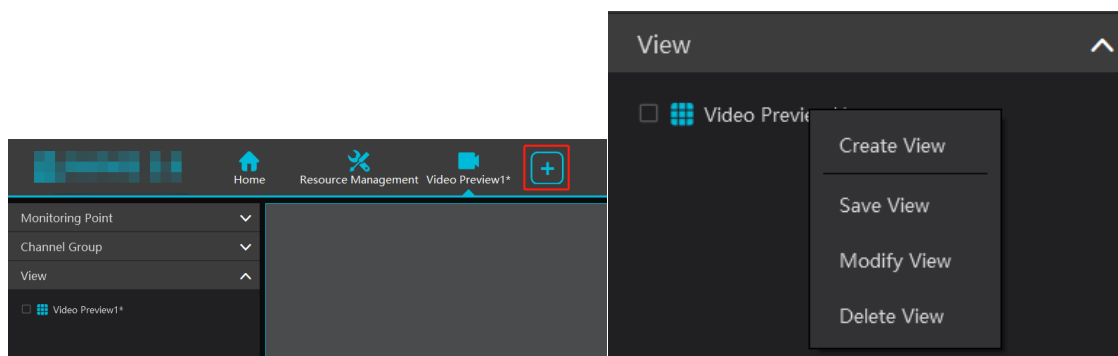 Home
Resource Management
Video Preview1*
Monitoring Point
Channel Group
View
Video Preview1*
View
Video Previe
Create View
Save View
Modify View
Delete View